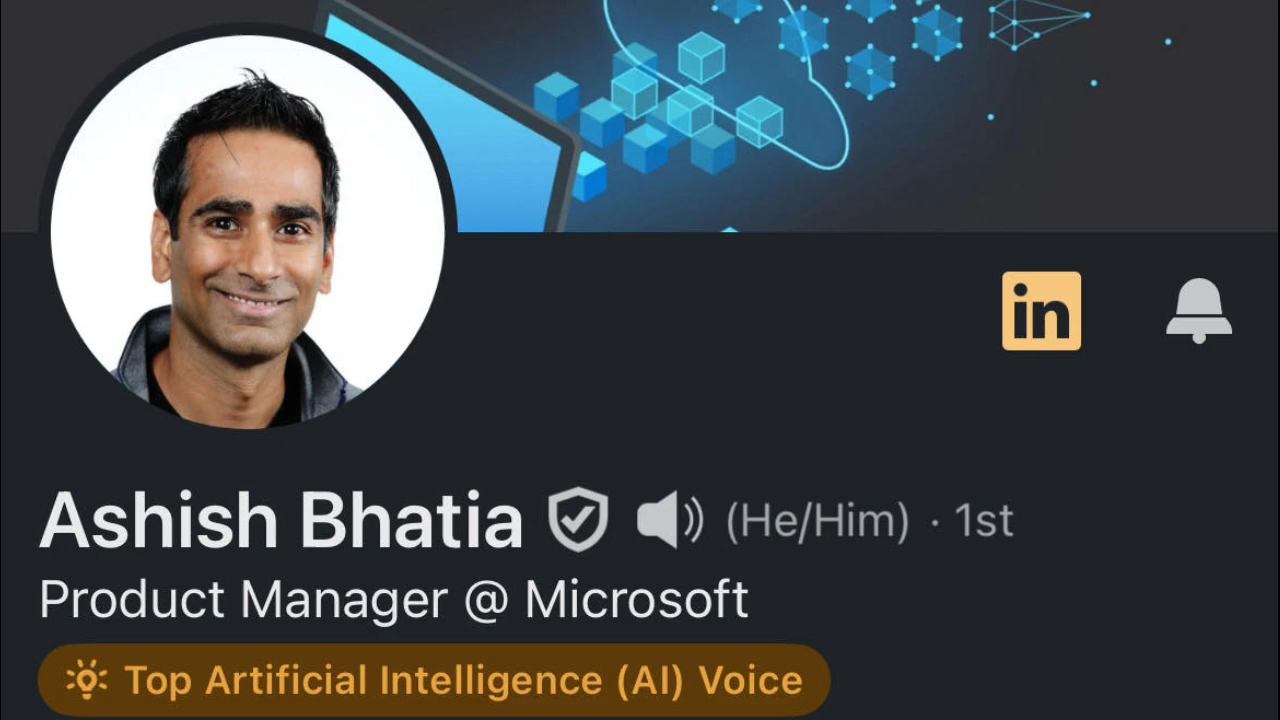 in
Ashish Bhatia (He/Him) · 1st
Product Manager @ Microsoft
Top Artificial Intelligence (AI) Voice